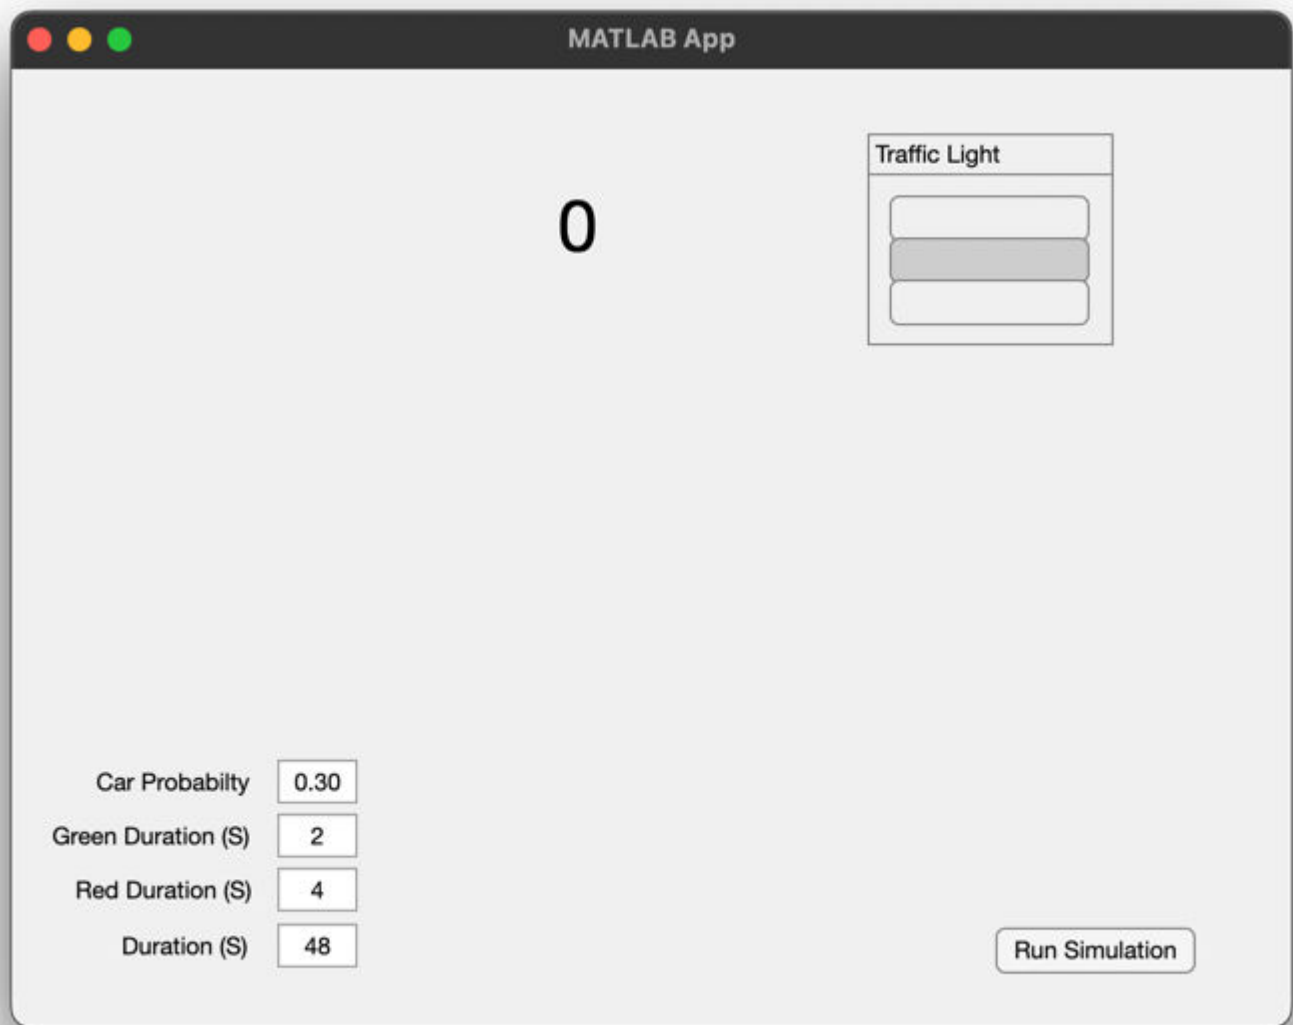 MATLAB App
Traffic Light
0
Car Probabilty 0.30
Green Duration (S) 2
Red Duration (S) 4
Duration (S) 48
Run Simulation